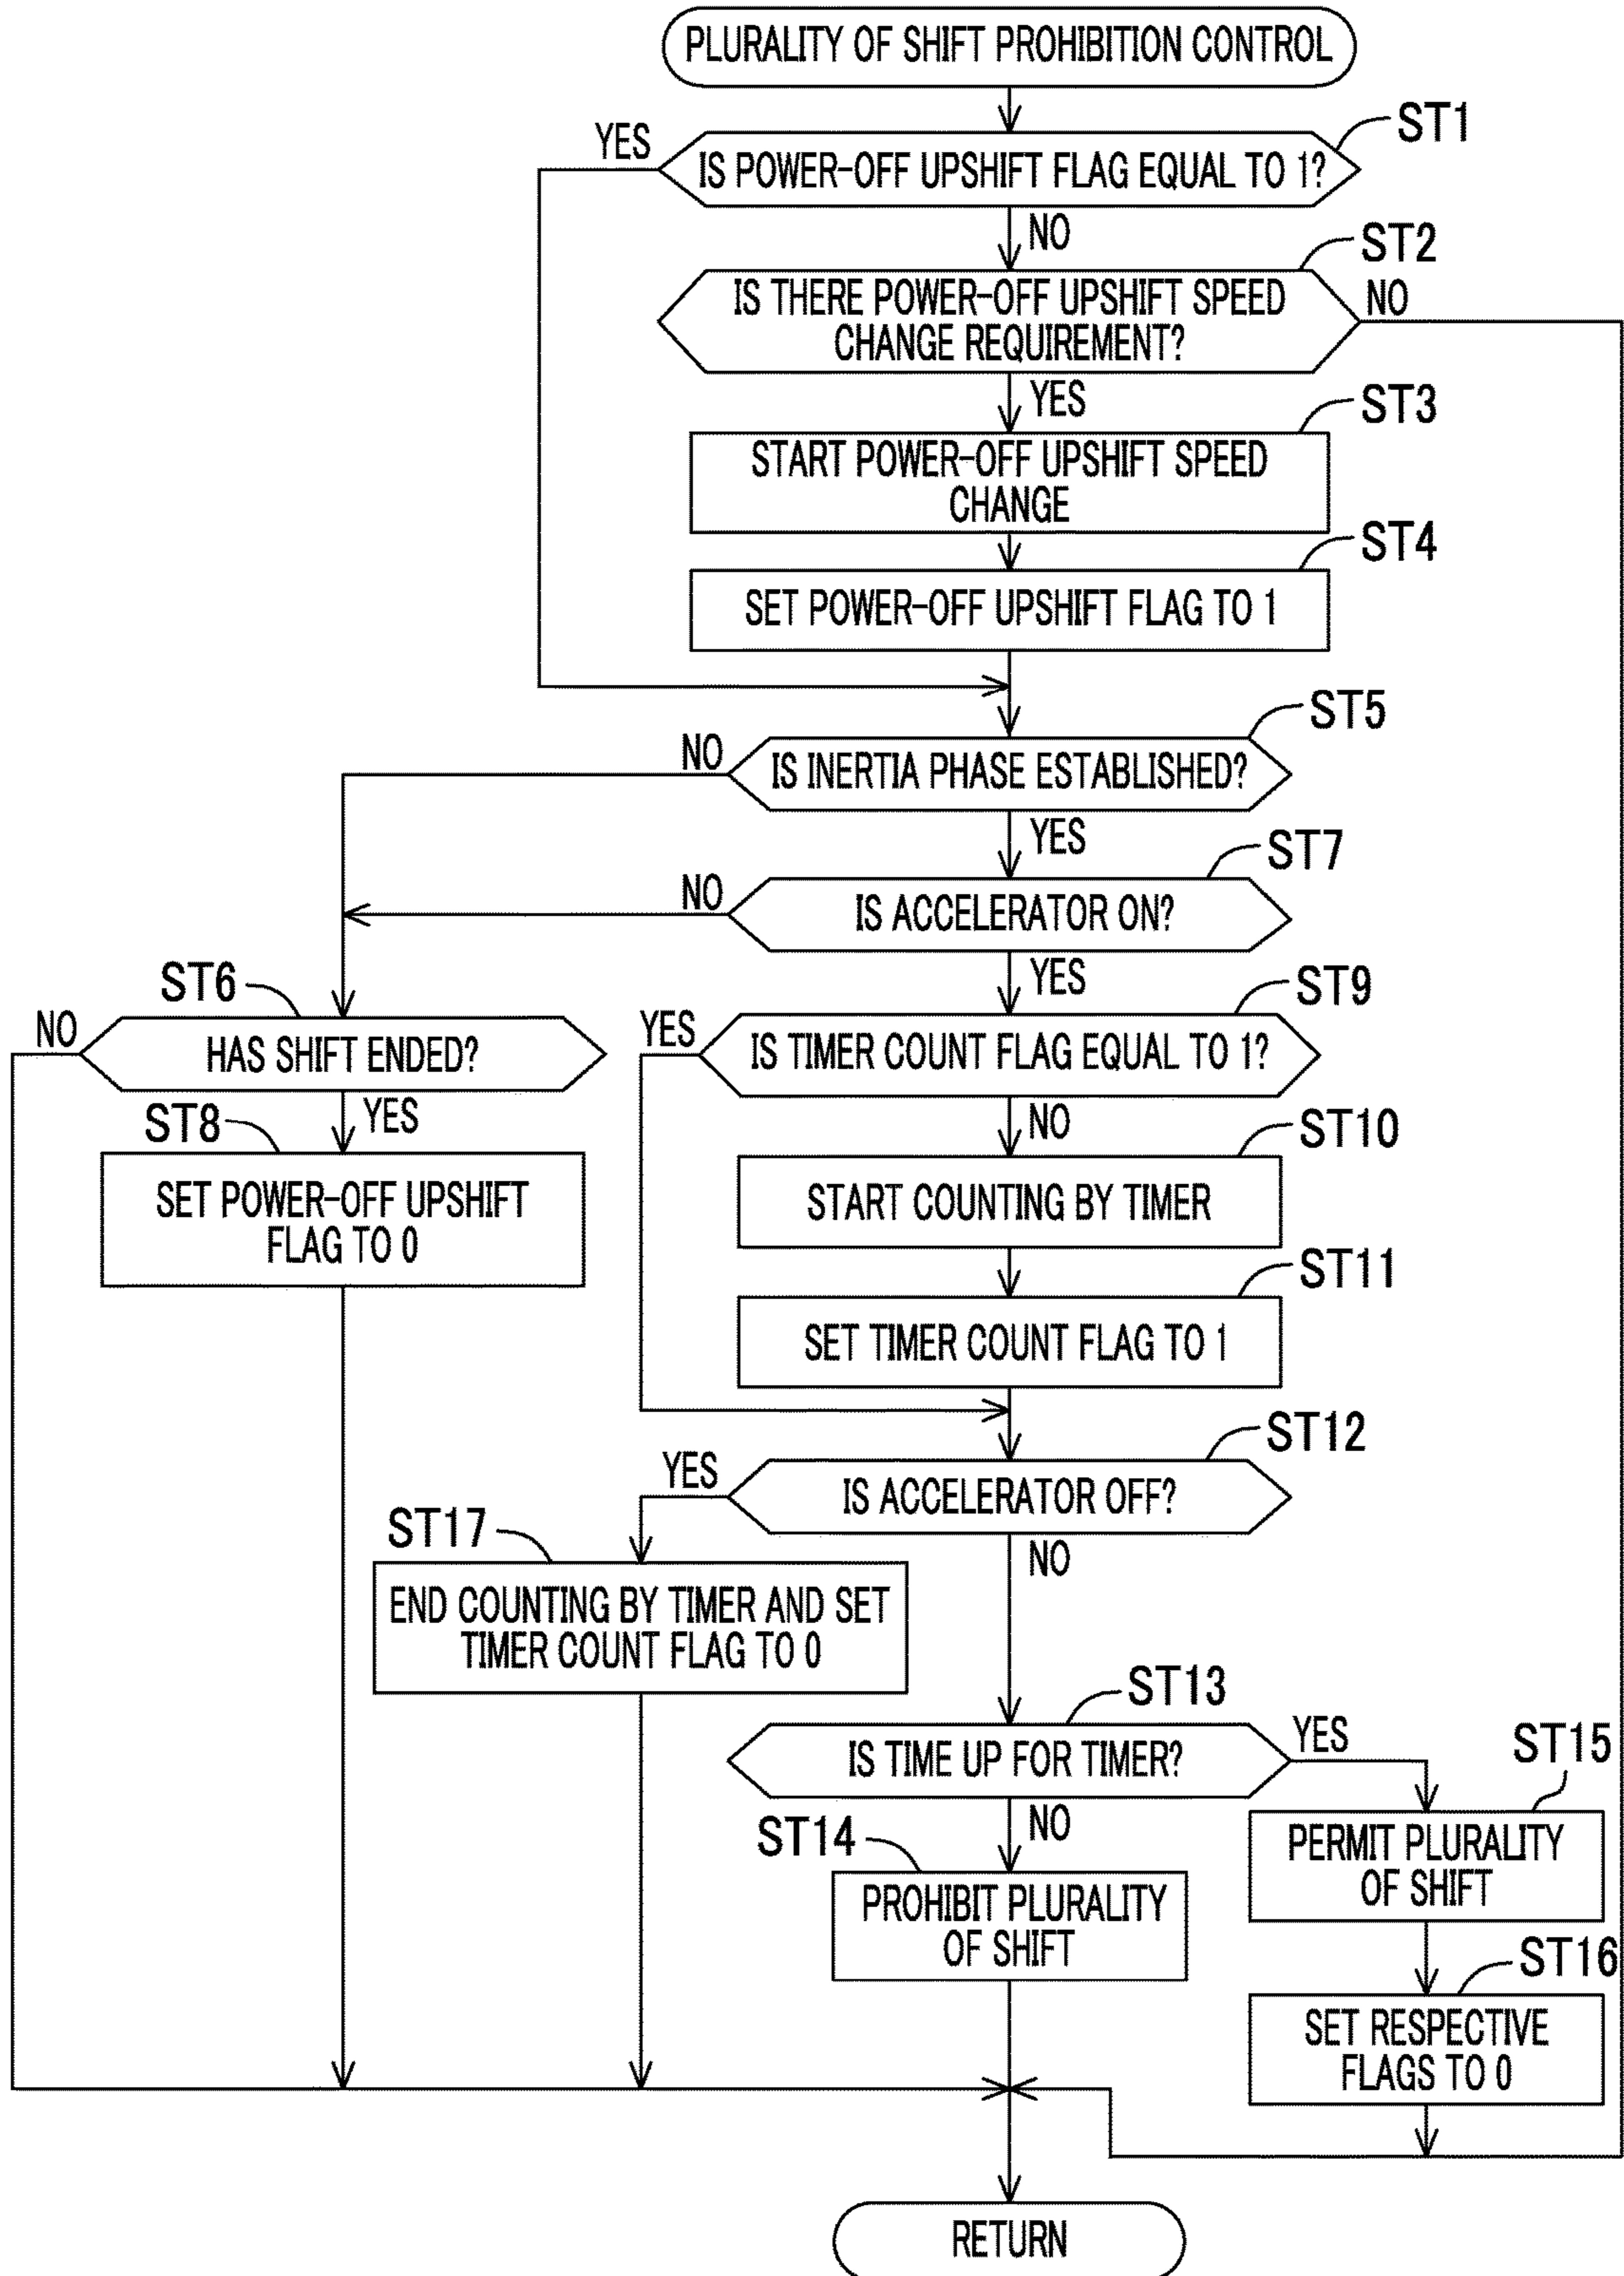 PLURALITY OF SHIFT PROHIBITION CONTROL
ST1
YES
IS POWER-OFF UPSHIFT FLAG EQUAL TO 1?
NO
ST2
IS THERE POWER-OFF UPSHIFT SPEED
CHANGE REQUIREMENT?
NO
YES
ST3
START POWER-OFF UPSHIFT SPEED
CHANGE
ST4
SET POWER-OFF UPSHIFT FLAG TO 1
ST5
NO
IS INERTIA PHASE ESTABLISHED?
YES
ST7
NO
IS ACCELERATOR ON?
YES
ST6
NO
HAS SHIFT ENDED?
YES
ST8
SET POWER-OFF UPSHIFT
FLAG TO 0
ST9
YES
IS TIMER COUNT FLAG EQUAL TO 1?
NO
ST10
START COUNTING BY TIMER
ST11
SET TIMER COUNT FLAG TO 1
ST12
YES
IS ACCELERATOR OFF?
NO
ST17
END COUNTING BY TIMER AND SET
TIMER COUNT FLAG TO 0
ST13
IS TIME UP FOR TIMER?
YES
NO
ST14
PROHIBIT PLURALITY
OF SHIFT
ST15
PERMIT PLURALITY
OF SHIFT
ST16
SET RESPECTIVE
FLAGS TO 0
RETURN